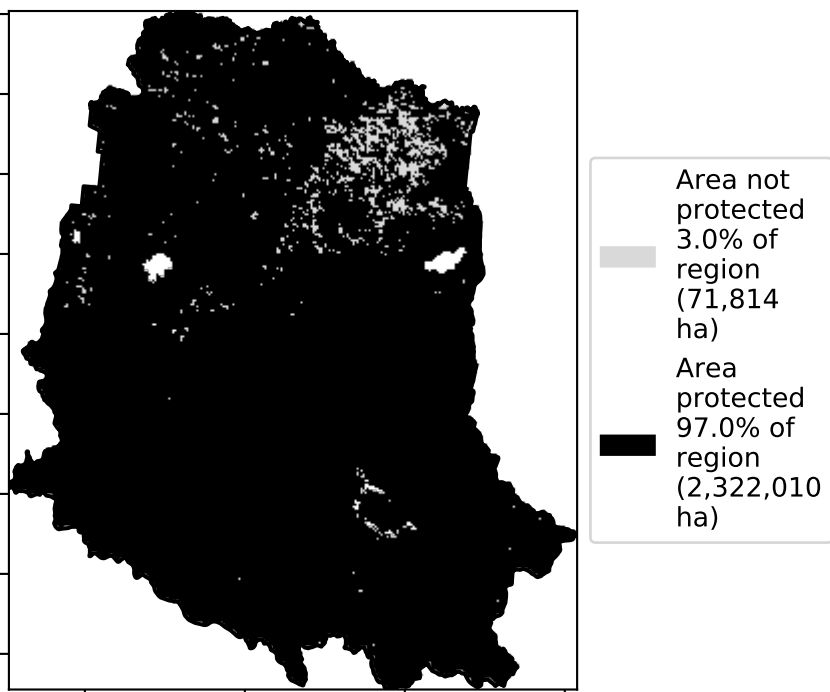 Area not
protected
3.0% of
region
(71,814
ha)
Area
protected
97.0% of
region
(2,322,010
ha)